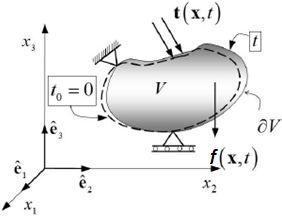 t(x,t)
x₃
t
t₀ = 0
V
∂V
ê₃
f(x,t)
ê₁
ê₂
x₂
x₁